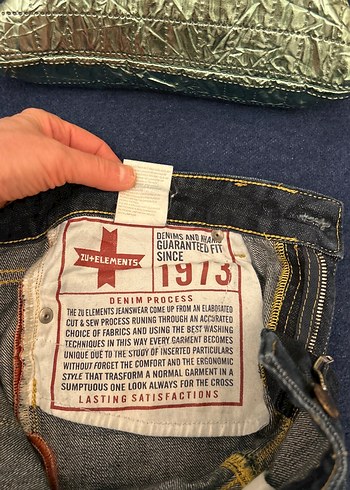 ZU+ELEMENTS
DENIMS AND
GUARANTEED FIT
SINCE
1973
DENIM PROCESS
THE ZU ELEMENTS JEANSWEAR COME UP FROM AN ELABORATED
CUT & SEW PROCESS RUNING THROUGH AN ACCURATED
CHOICE OF FABRICS AND USING THE BEST WASHING
TECHNIQUES IN THIS WAY EVERY GARMENT BECOMES
UNIQUE DUE TO THE STUDY OF INSERTED PARTICULARS
WITHOUT FORGET THE COMFORT AND THE ERGONOMIC
STYLE THAT TRASFORM A NORMAL GARMENT IN A
SUMPTUOUS ONE LOOK ALWAYS FOR THE CROSS
LASTING SATISFACTIONS